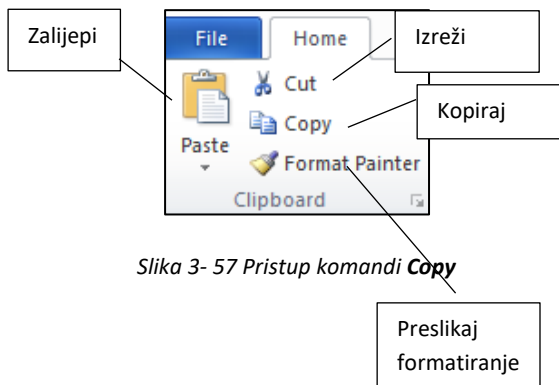 Zalijepi
File
Home
Izreži
Cut
Copy
Kopiraj
Paste
Format Painter
Clipboard
Slika 3- 57 Pristup komandi Copy
Preslikaj
formatiranje